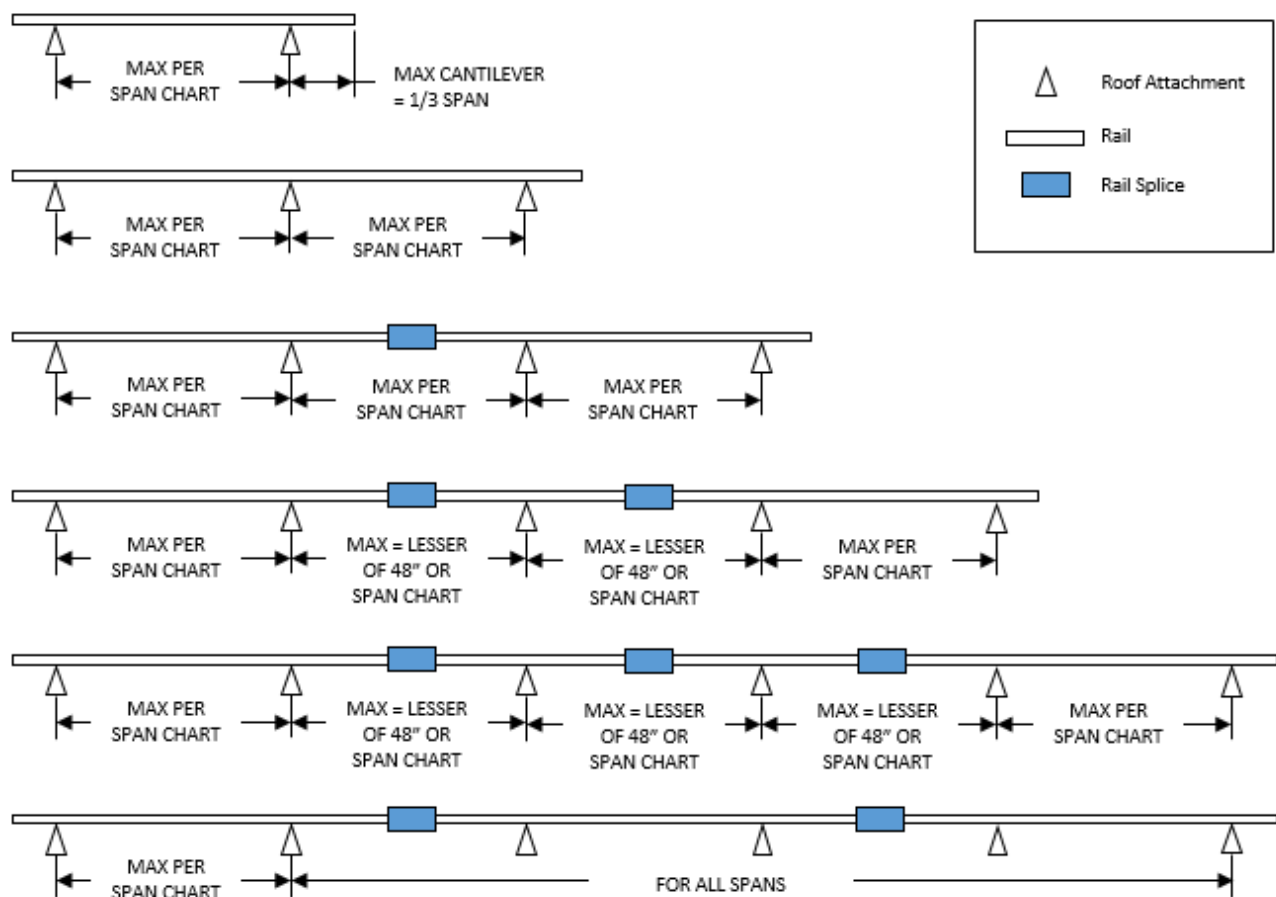 MAX PER
SPAN CHART
MAX CANTILEVER
= 1/3 SPAN
Roof Attachment
Rail
Rail Splice
MAX PER
SPAN CHART
MAX PER
SPAN CHART
MAX PER
SPAN CHART
MAX PER
SPAN CHART
MAX PER
SPAN CHART
MAX PER
SPAN CHART
MAX = LESSER
OF 48” OR
SPAN CHART
MAX = LESSER
OF 48” OR
SPAN CHART
MAX PER
SPAN CHART
MAX PER
SPAN CHART
MAX = LESSER
OF 48” OR
SPAN CHART
MAX = LESSER
OF 48” OR
SPAN CHART
MAX = LESSER
OF 48” OR
SPAN CHART
MAX PER
SPAN CHART
MAX PER
SPAN CHART
FOR ALL SPANS